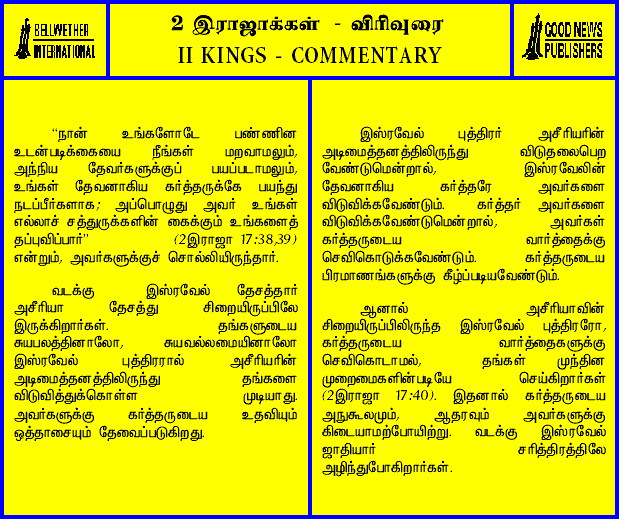 BELLWETHER
INTERNATIONAL
2 இராஜாக்கள் - விரிவுரை
II KINGS - COMMENTARY
GOOD NEWS
PUBLISHERS
“நான் உங்களோடே பண்ணின
உடன்படிக்கையை நீங்கள் மறவாமலும்,
அந்நிய தேவர்களுக்குப் பயப்படாமலும்,
உங்கள் தேவனாகிய கர்த்தருக்கே பயந்து
நடப்பீர்களாக; அப்பொழுது அவர் உங்கள்
எல்லாச் சத்துருக்களின் கைக்கும் உங்களைத்
தப்புவிப்பார்” (2இராஜா 17:38,39)
என்றும், அவர்களுக்குச் சொல்லியிருந்தார்.
வடக்கு இஸ்ரவேல் தேசத்தார்
அசீரியா தேசத்து சிறையிருப்பிலே
இருக்கிறார்கள். தங்களுடைய
சுயபலத்தினாலோ, சுயவல்லமையினாலோ
இஸ்ரவேல் புத்திரரால் அசீரியரின்
அடிமைத்தனத்திலிருந்து தங்களை
விடுவித்துக்கொள்ள முடியாது.
அவர்களுக்கு கர்த்தருடைய உதவியும்
ஒத்தாசையும் தேவைப்படுகிறது.
இஸ்ரவேல் புத்திரர் அசீரியரின்
அடிமைத்தனத்திலிருந்து விடுதலைபெற
வேண்டுமென்றால், இஸ்ரவேலின்
தேவனாகிய கர்த்தரே அவர்களை
விடுவிக்கவேண்டும். கர்த்தர் அவர்களை
விடுவிக்கவேண்டுமென்றால், அவர்கள்
கர்த்தருடைய வார்த்தைக்கு
செவிகொடுக்கவேண்டும். கர்த்தருடைய
பிரமாணங்களுக்கு கீழ்ப்படியவேண்டும்.
ஆனால் அசீரியாவின்
சிறையிருப்பிலிருந்த இஸ்ரவேல் புத்திரரோ,
கர்த்தருடைய வார்த்தைகளுக்கு
செவிகொடாமல், தங்கள் முந்தின
முறைமைகளின்படியே செய்கிறார்கள்
(2இராஜா 17:40). இதனால் கர்த்தருடைய
அநுகூலமும், ஆதரவும் அவர்களுக்கு
கிடையாமற்போயிற்று. வடக்கு இஸ்ரவேல்
ஜாதியார் சரித்திரத்திலே
அழிந்துபோகிறார்கள்.